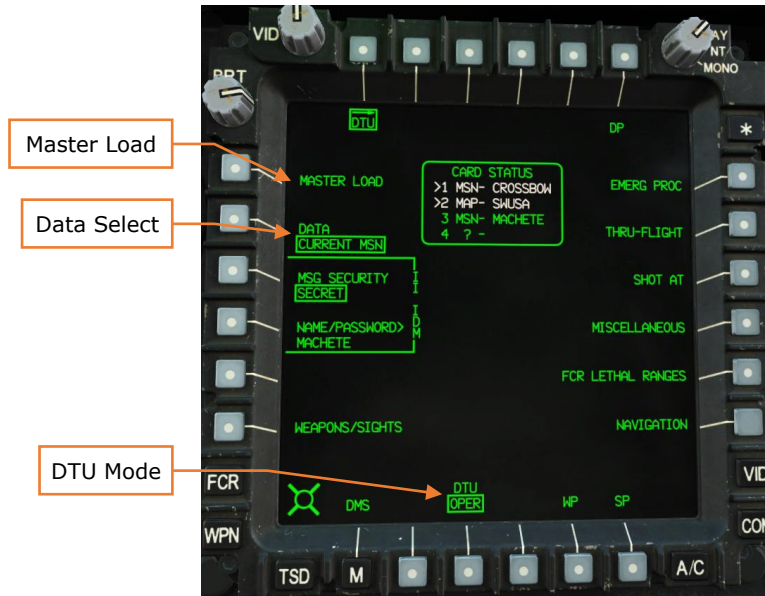 VID
AY
NT
MONO
BRT
DTU
DP
*
Master Load
MASTER LOAD
CARD STATUS
>1 MSN- CROSSBOW
>2 MAP- SWUSA
3 MSN- MACHETE
4 ? -
EMERG PROC
Data Select
DATA
CURRENT MSN
THRU-FLIGHT
MSG SECURITY
SECRET
I
I
SHOT AT
NAME/PASSWORD>
MACHETE
I
D
M
MISCELLANEOUS
FCR LETHAL RANGES
WEAPONS/SIGHTS
NAVIGATION
DTU Mode
FCR
DTU
OPER
VID
DMS
WP
SP
WPN
COM
TSD
M
A/C